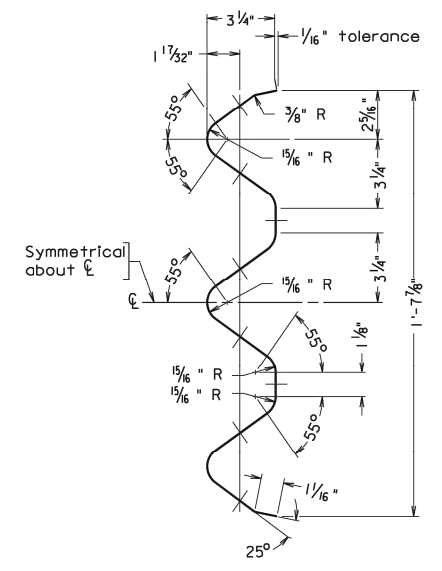 3 1/4"
1/16" tolerance
1 17/32"
55°
3/8" R
2 5/16"
55°
15/16" R
3 1/4"
Symmetrical
about ℄
55°
15/16" R
3 1/4"
℄
1'-7 7/8"
55°
1 1/8"
15/16" R
15/16" R
55°
1 1/16"
25°